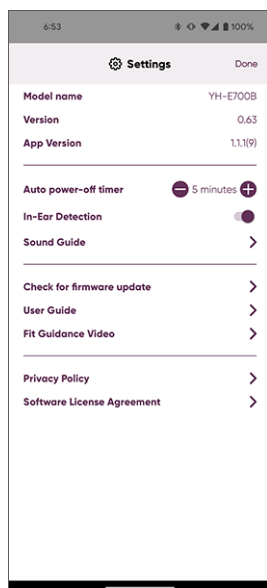 6:53 100%
Settings Done
Model name YH-E700B
Version 0.63
App Version 1.1.1(9)
Auto power-off timer 5 minutes
In-Ear Detection
Sound Guide
Check for firmware update
User Guide
Fit Guidance Video
Privacy Policy
Software License Agreement